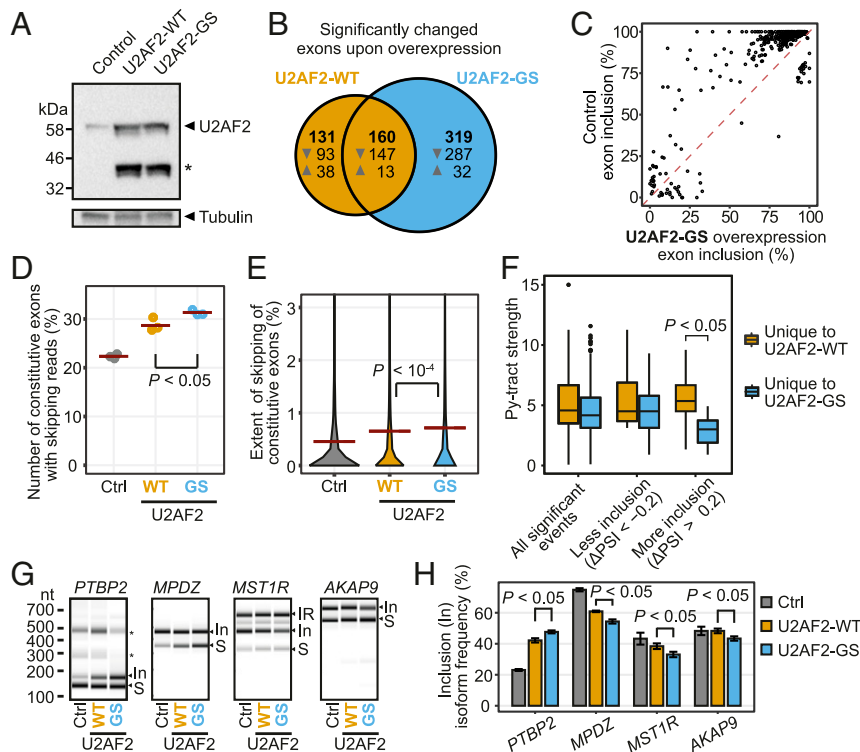 A
Control
U2AF2-WT
U2AF2-GS
kDa
58
46
32
U2AF2
*
Tubulin
B
Significantly changed
exons upon overexpression
U2AF2-WT
U2AF2-GS
131
93
38
160
147
13
319
287
32
C
Control
exon inclusion (%)
100
75
50
25
0
0 25 50 75 100
U2AF2-GS overexpression
exon inclusion (%)
D
Number of constitutive exons
with skipping reads (%)
30
20
10
0
P < 0.05
Ctrl WT GS
U2AF2
E
Extent of skipping of
constitutive exons (%)
3
2
1
0
P < 10-4
Ctrl WT GS
U2AF2
F
Py-tract strength
15
10
5
0
P < 0.05
Unique to
U2AF2-WT
Unique to
U2AF2-GS
All significant
events
Less inclusion
(ΔPSI < −0.2)
More inclusion
(ΔPSI > 0.2)
G
nt
700
500
400
300
200
100
PTBP2
*
*
In
S
MPDZ
In
S
MST1R
IR
In
S
AKAP9
In
S
Ctrl WT GS
U2AF2
Ctrl WT GS
U2AF2
Ctrl WT GS
U2AF2
Ctrl WT GS
U2AF2
H
Inclusion (In)
isoform frequency (%)
60
40
20
0
P < 0.05
P < 0.05
P < 0.05
P < 0.05
PTBP2
MPDZ
MST1R
AKAP9
Ctrl
U2AF2-WT
U2AF2-GS